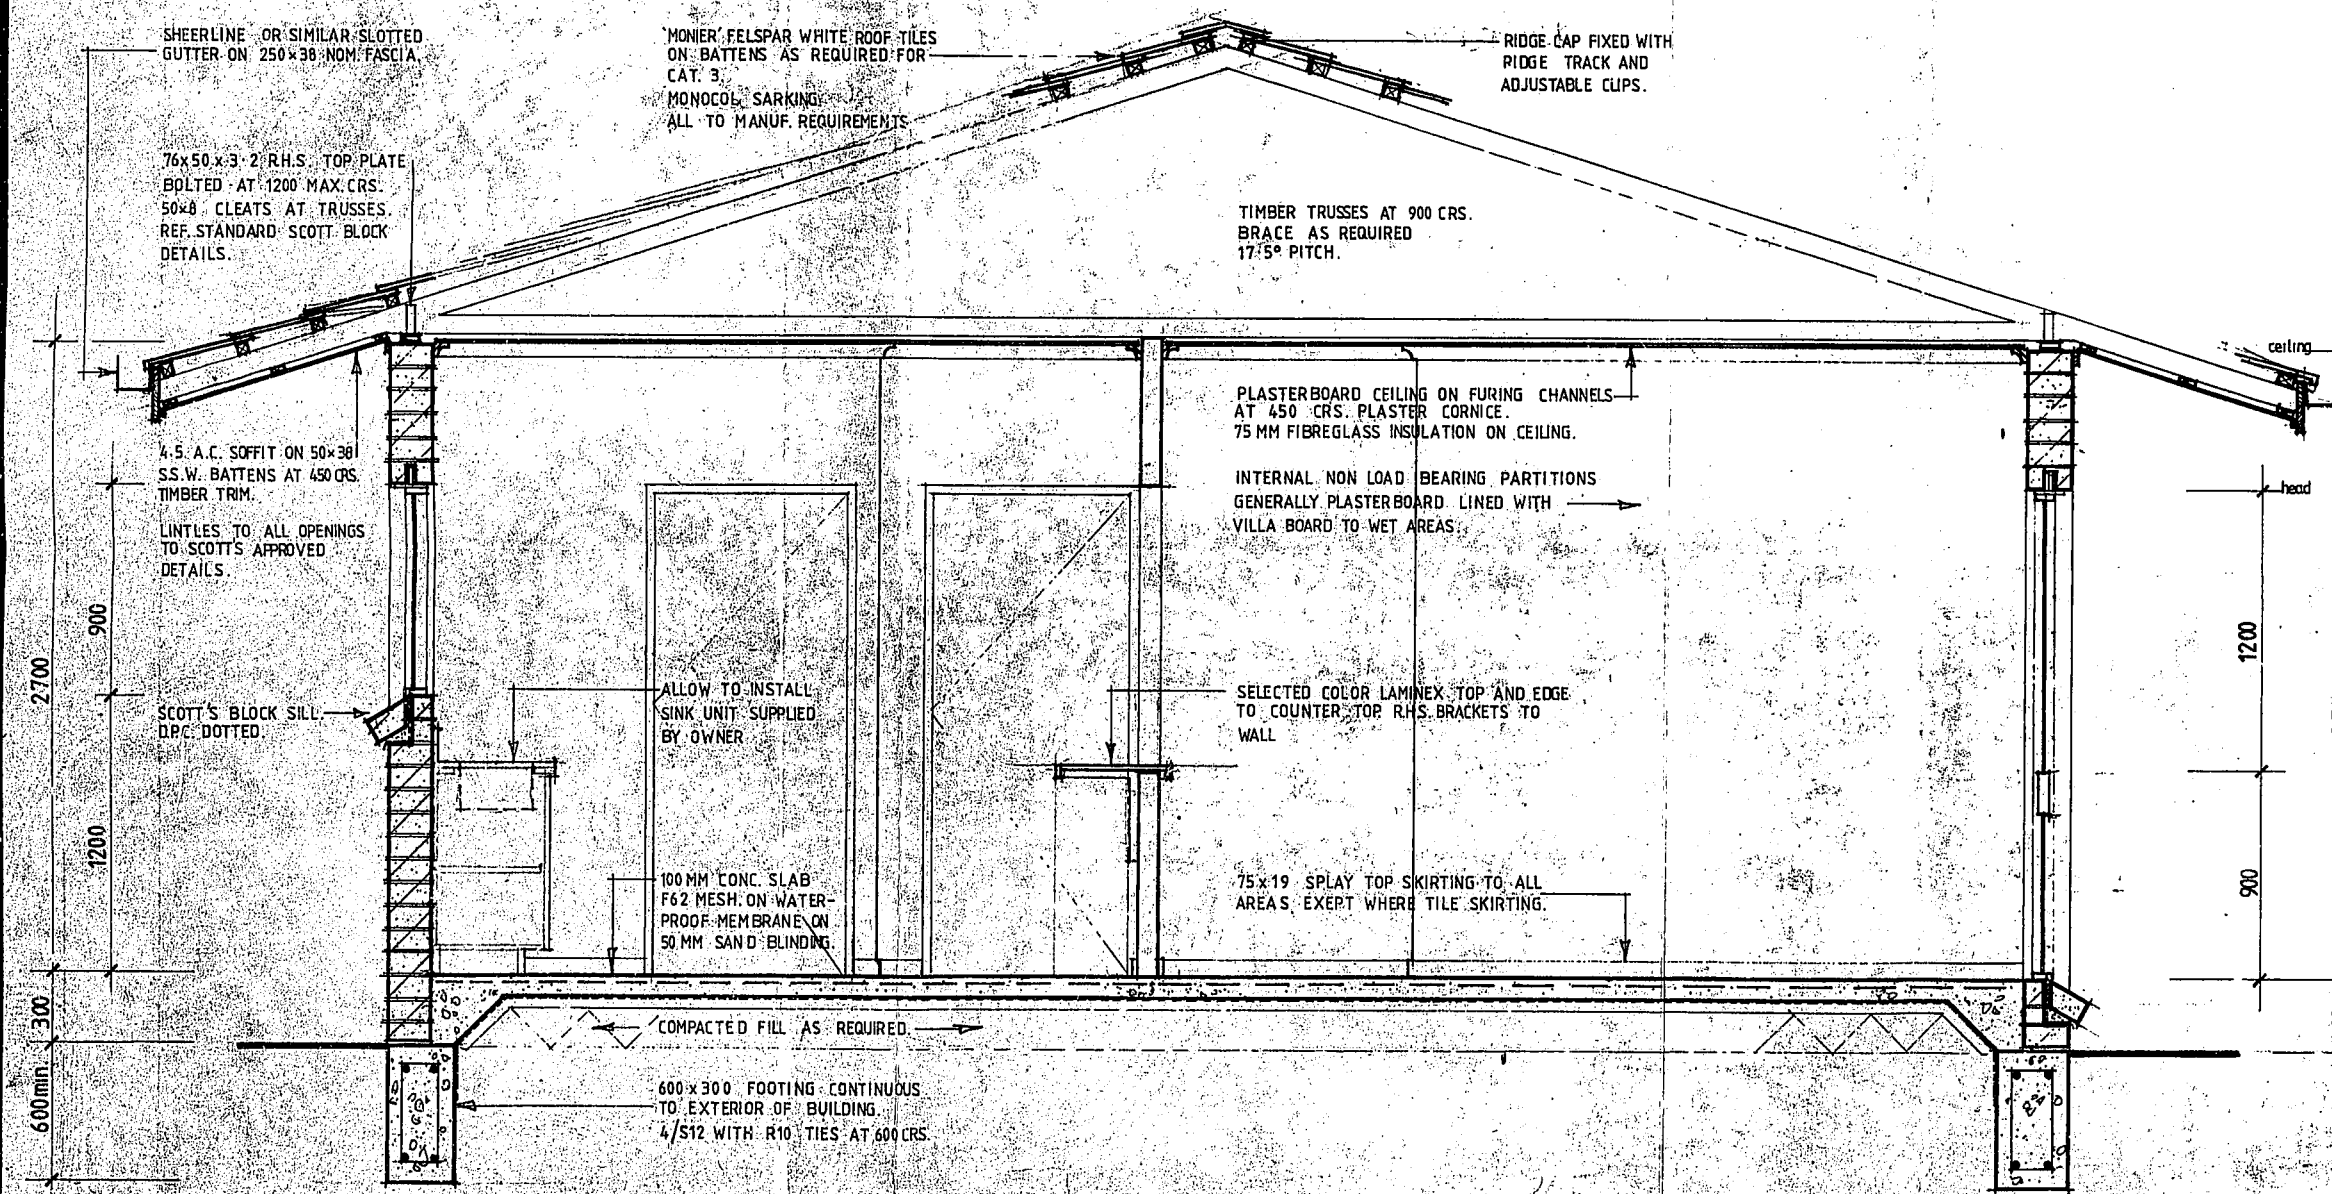 SHEERLINE OR SIMILAR SLOTTED
GUTTER ON 250×38 NOM. FASCIA.
'MONIER' FELSPAR WHITE ROOF TILES
ON BATTENS AS REQUIRED FOR
CAT. 3.
MONOCOL SARKING
ALL TO MANUF. REQUIREMENTS
RIDGE CAP FIXED WITH
RIDGE TRACK AND
ADJUSTABLE CLIPS.
76×50×3·2 R.H.S. TOP PLATE
BOLTED AT 1200 MAX. CRS.
50×8 CLEATS AT TRUSSES.
REF. STANDARD SCOTT BLOCK
DETAILS.
TIMBER TRUSSES AT 900 CRS.
BRACE AS REQUIRED
17·5° PITCH.
ceiling
PLASTERBOARD CEILING ON FURING CHANNELS
AT 450 CRS. PLASTER CORNICE.
75 MM FIBREGLASS INSULATION ON CEILING.
4.5. A.C. SOFFIT ON 50×38
S.S.W. BATTENS AT 450 CRS.
TIMBER TRIM.
LINTLES TO ALL OPENINGS
TO SCOTTS APPROVED
DETAILS.
INTERNAL NON LOAD BEARING PARTITIONS
GENERALLY PLASTERBOARD LINED WITH
VILLA BOARD TO WET AREAS.
head
900
2700
1200
1200
900
SCOTT'S BLOCK SILL.
D.P.C. DOTTED.
ALLOW TO INSTALL
SINK UNIT SUPPLIED
BY OWNER
SELECTED COLOR LAMINEX TOP AND EDGE
TO COUNTER TOP. R.H.S. BRACKETS TO
WALL
100 MM CONC. SLAB
F62 MESH. ON WATER-
PROOF MEMBRANE ON
50 MM SAND BLINDING.
75×19 SPLAY TOP SKIRTING TO ALL
AREAS EXEPT WHERE TILE SKIRTING.
300
COMPACTED FILL AS REQUIRED.
600min.
600×300 FOOTING CONTINUOUS
TO EXTERIOR OF BUILDING.
4/S12 WITH R10 TIES AT 600 CRS.